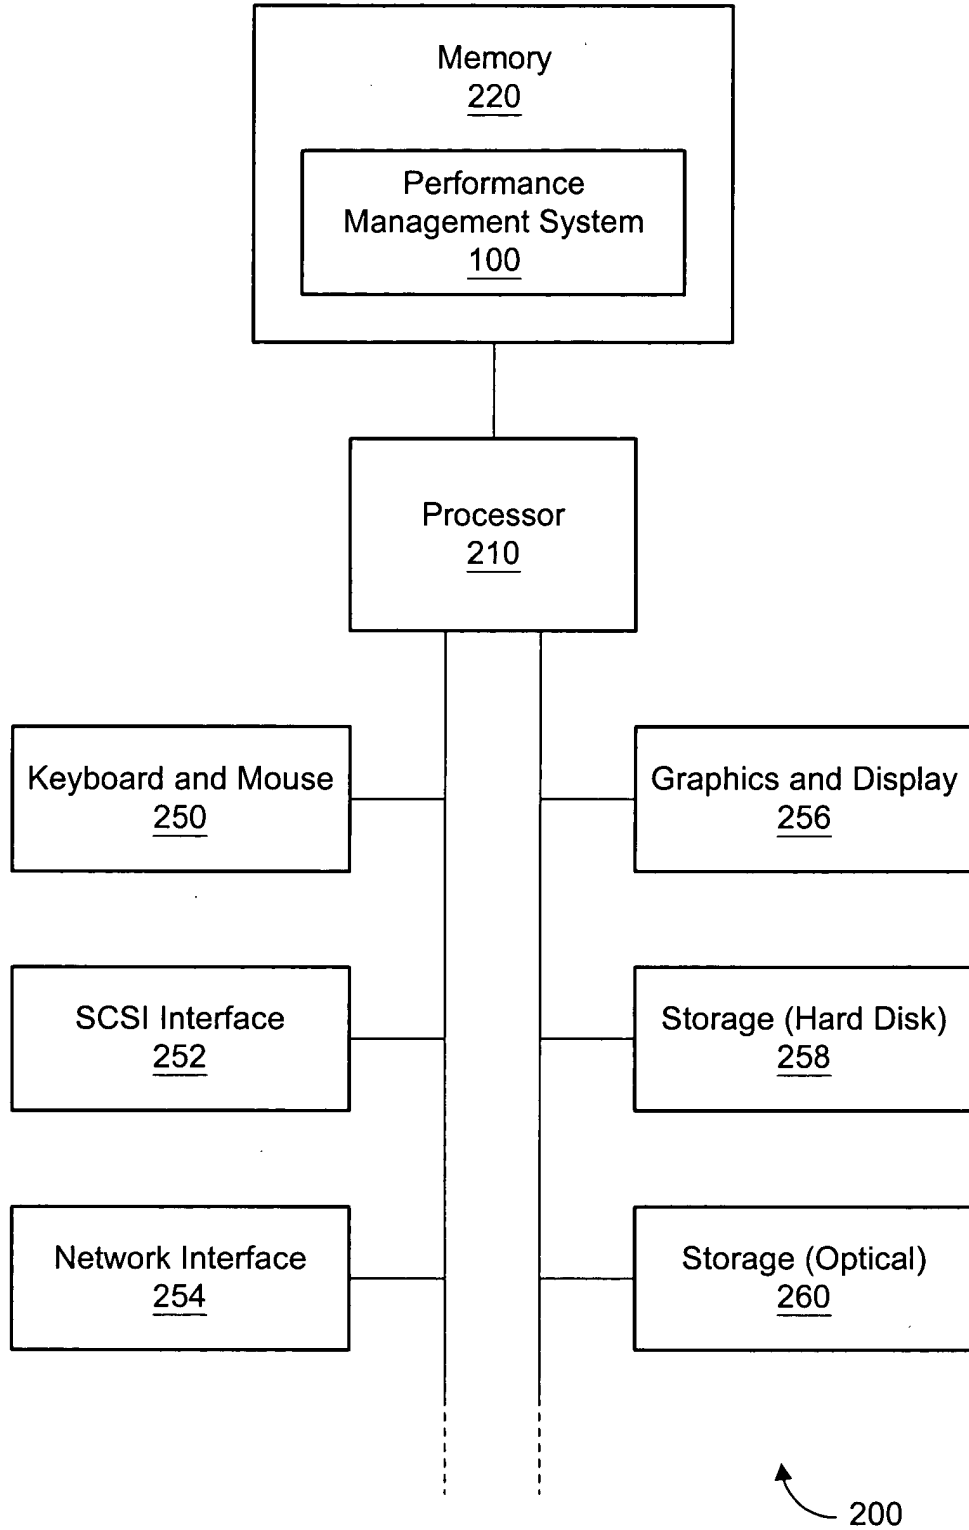 Memory
220
Performance
Management System
100
Processor
210
Keyboard and Mouse
250
Graphics and Display
256
SCSI Interface
252
Storage (Hard Disk)
258
Network Interface
254
Storage (Optical)
260
200